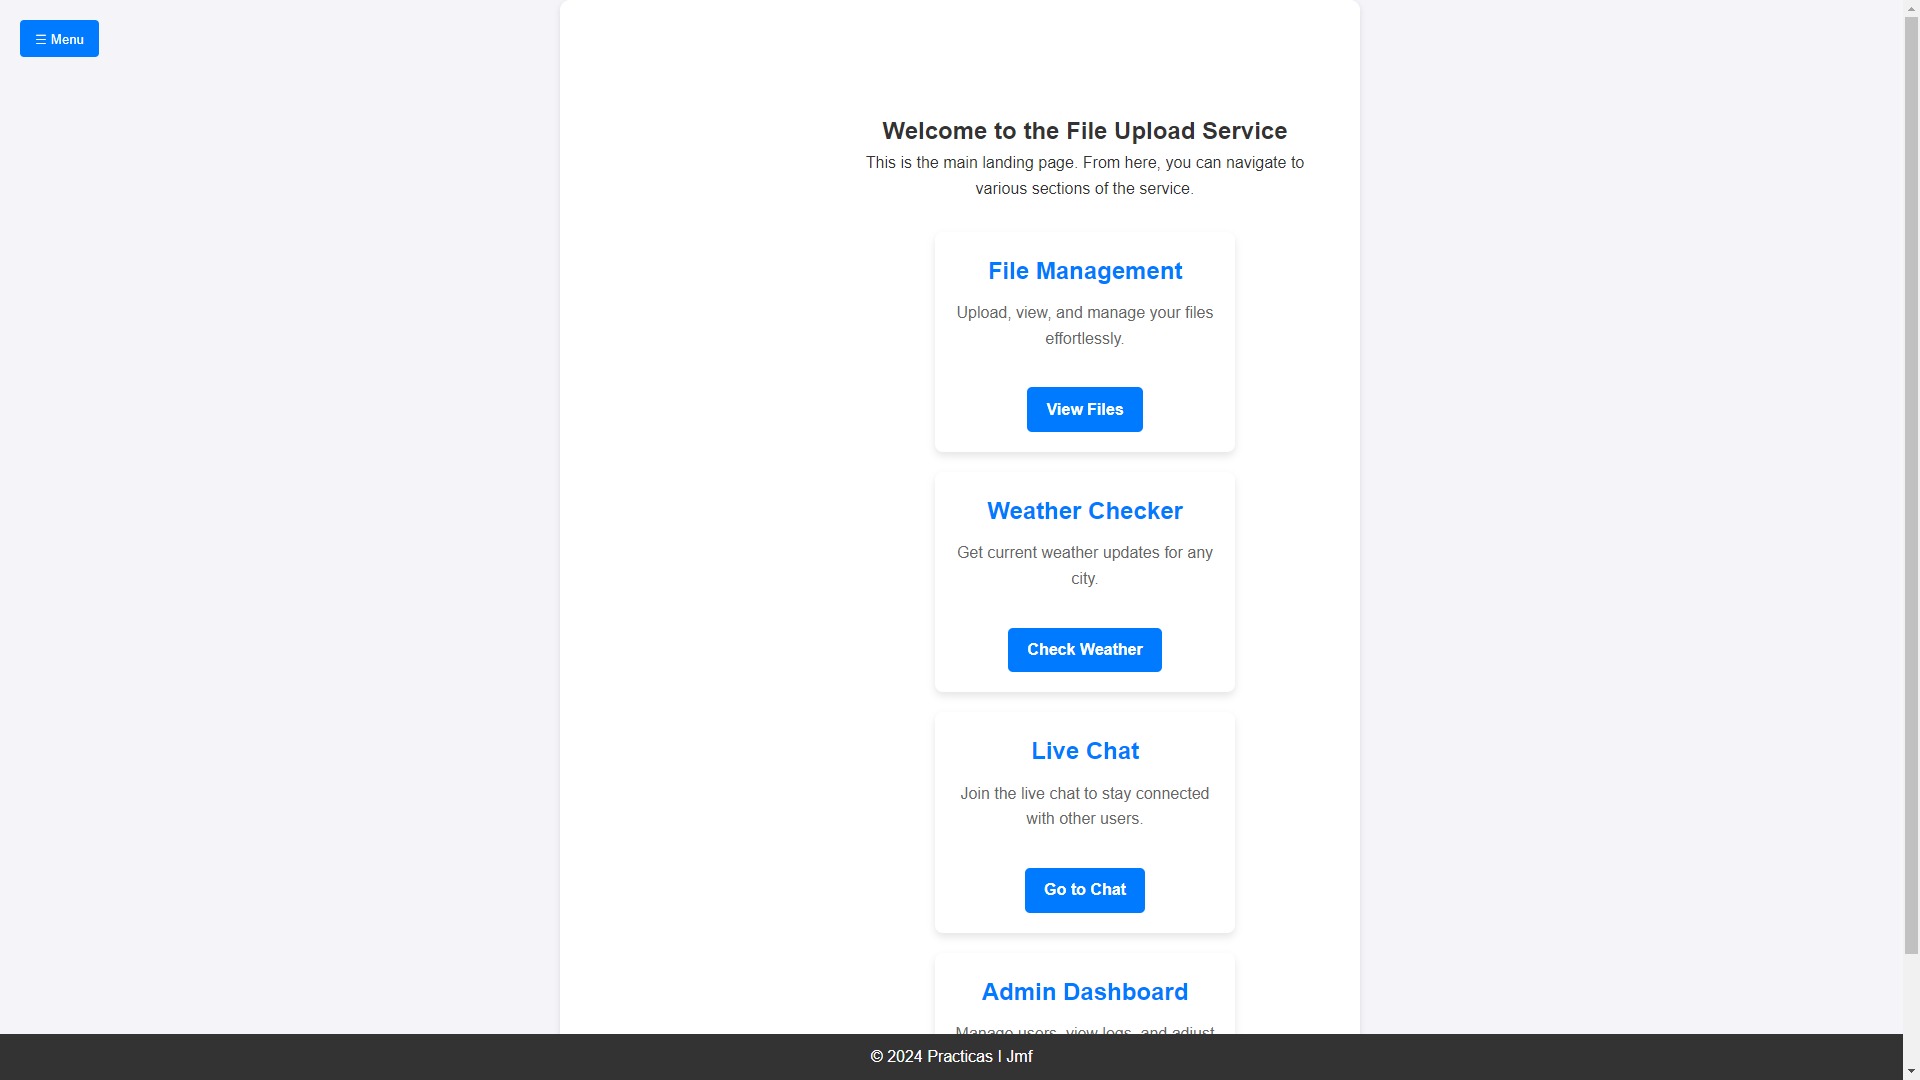 ☰ Menu
Welcome to the File Upload Service
This is the main landing page. From here, you can navigate to
various sections of the service.
File Management
Upload, view, and manage your files
effortlessly.
View Files
Weather Checker
Get current weather updates for any
city.
Check Weather
Live Chat
Join the live chat to stay connected
with other users.
Go to Chat
Admin Dashboard
Manage users, view logs, and adjust
© 2024 Practicas I Jmf